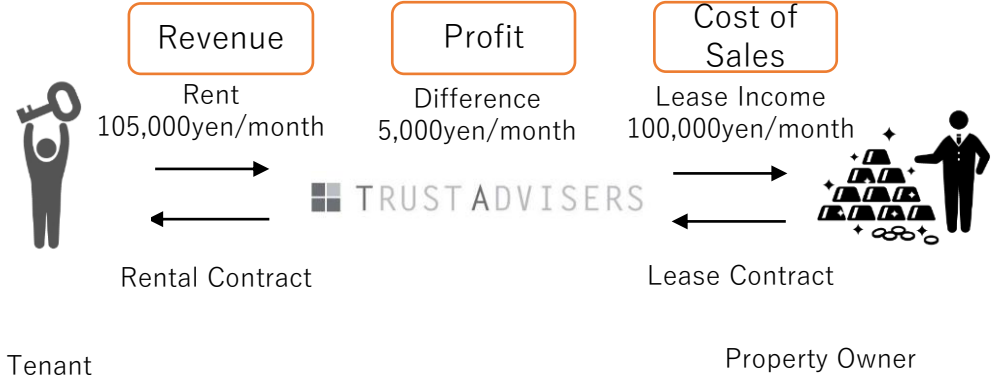 Revenue
Profit
Cost of
Sales
Rent
105,000yen/month
Difference
5,000yen/month
Lease Income
100,000yen/month
TRUST ADVISERS
Rental Contract
Lease Contract
Tenant
Property Owner